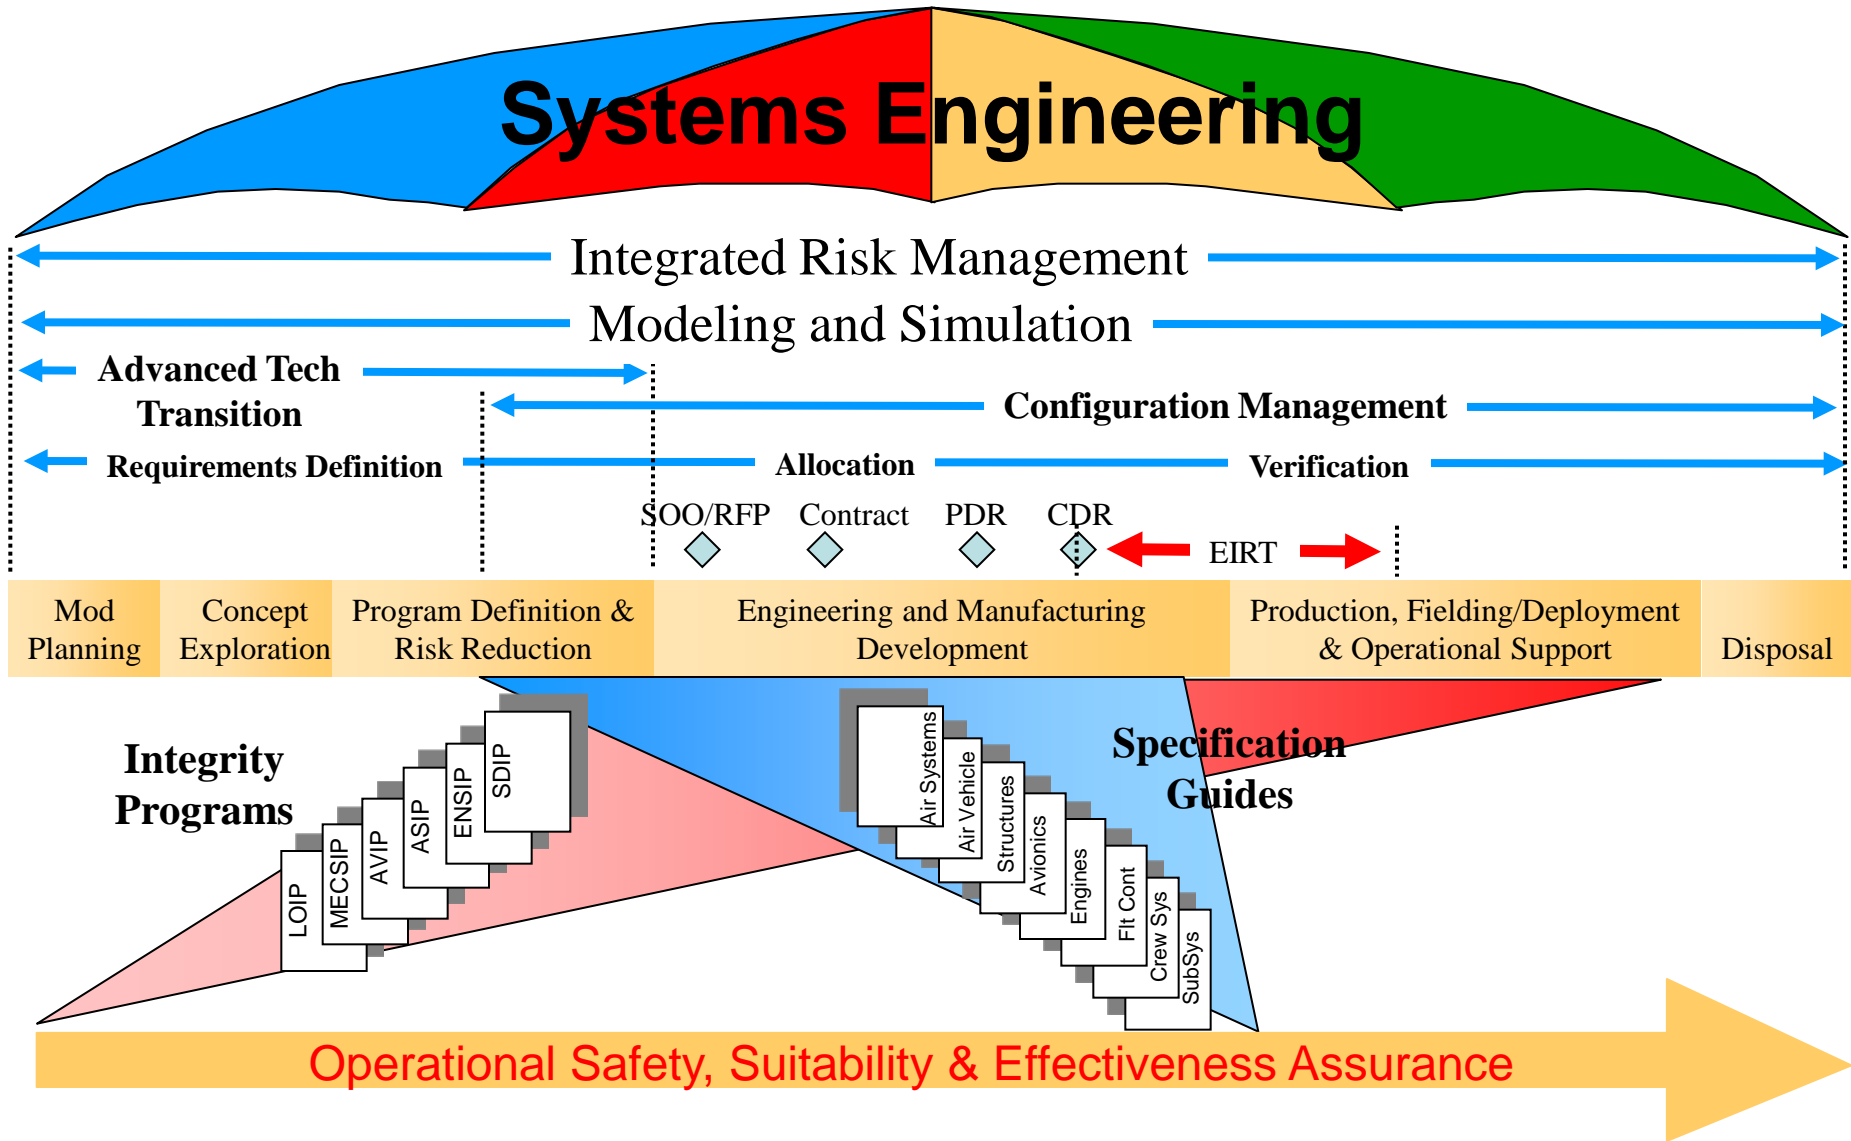 Systems Engineering
Integrated Risk Management
Modeling and Simulation
Advanced Tech
Transition
Configuration Management
Requirements Definition
Allocation
Verification
SOO/RFP
Contract
PDR
CDR
EIRT
Mod
Planning
Concept
Exploration
Program Definition &
Risk Reduction
Engineering and Manufacturing
Development
Production, Fielding/Deployment
& Operational Support
Disposal
Integrity
Programs
LOIP
MECSIP
AVIP
ASIP
ENSIP
SDIP
Air Systems
Air Vehicle
Structures
Avionics
Engines
Flt Cont
Crew Sys
SubSys
Specification
Guides
Operational Safety, Suitability & Effectiveness Assurance